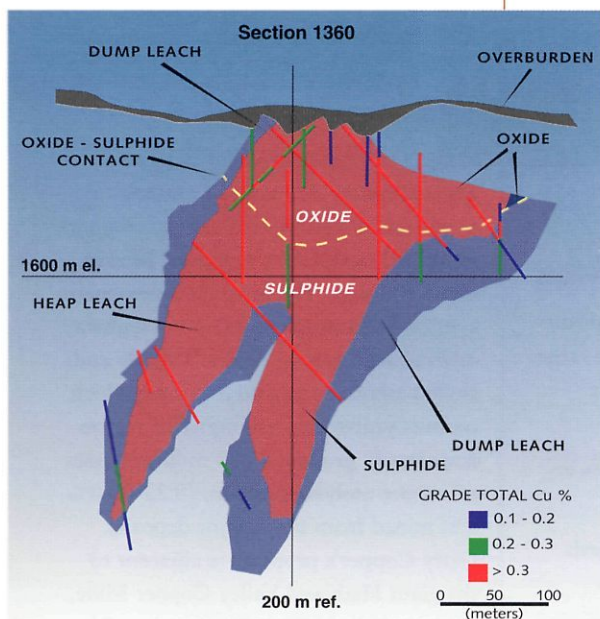 Section 1360
DUMP LEACH
OVERBURDEN
OXIDE - SULPHIDE
CONTACT
OXIDE
OXIDE
1600 m el.
SULPHIDE
HEAP LEACH
DUMP LEACH
SULPHIDE
GRADE TOTAL Cu %
0.1 - 0.2
0.2 - 0.3
> 0.3
200 m ref.
0 50 100
(meters)